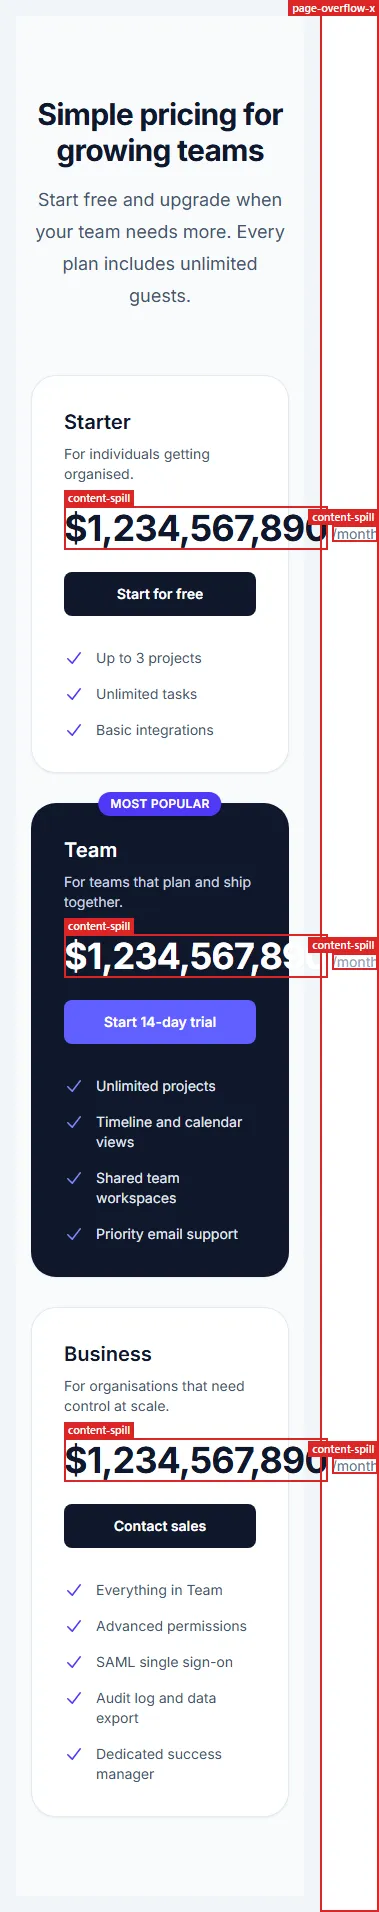 page-overflow-x
Simple pricing for
growing teams
Start free and upgrade when
your team needs more. Every
plan includes unlimited
guests.
Starter
For individuals getting
organised.
content-spill
content-spill
$1,234,567,890 /month
Start for free
Up to 3 projects
Unlimited tasks
Basic integrations
MOST POPULAR
Team
For teams that plan and ship
together.
content-spill
content-spill
$1,234,567,890 /month
Start 14-day trial
Unlimited projects
Timeline and calendar
views
Shared team
workspaces
Priority email support
Business
For organisations that need
control at scale.
content-spill
content-spill
$1,234,567,890 /month
Contact sales
Everything in Team
Advanced permissions
SAML single sign-on
Audit log and data
export
Dedicated success
manager